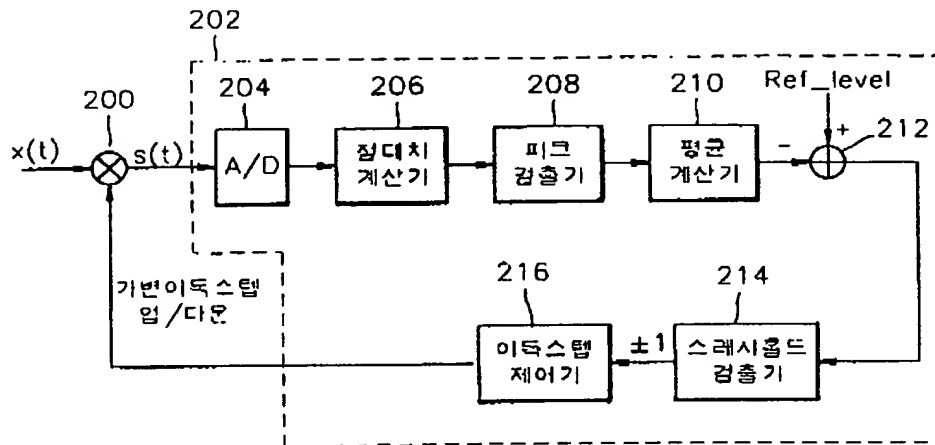 202
200
204
206
208
210
Ref_level
212
x(t)
s(t)
A/D
절대치
계산기
피크
검출기
평균
계산기
-
+
가변이득스텝
업/다운
216
이득스텝
제어기
±1
214
스레시홀드
검출기